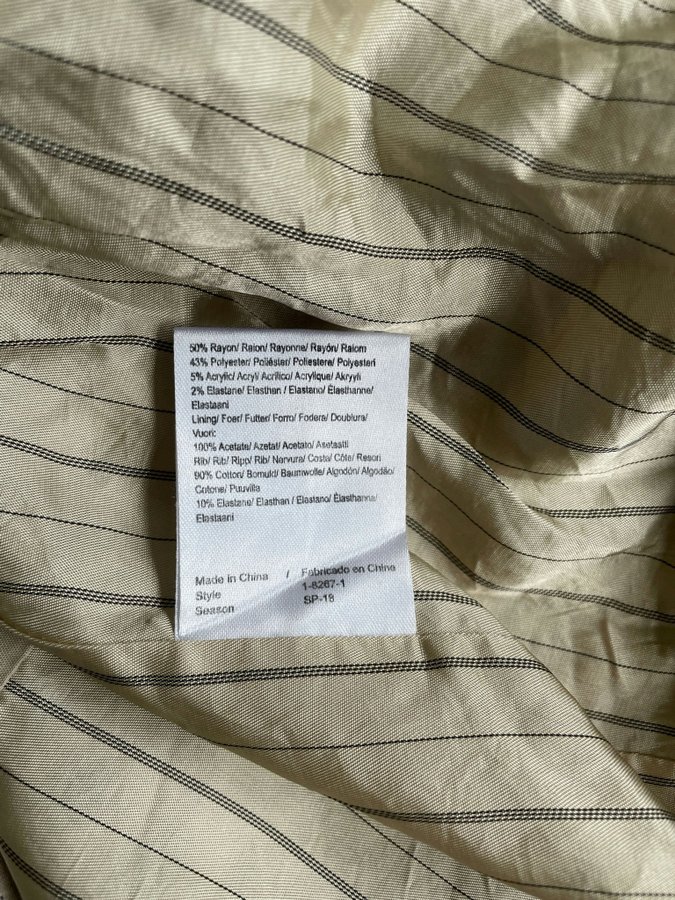 50% Rayon/ Raion/ Rayonne/ Rayón/ Raiom
43% Polyester/ Poliéster/ Poliestere/ Polyesteri
5% Acrylic/ Acryl/ Acrilico/ Acrylique/ Akryyli
2% Elastane/ Elasthan / Elastano/ Élasthanne/
Elastaani
Lining/ Foer/ Futter/ Forro/ Fodera/ Doublure/
Vuori:
100% Acetate/ Azetat/ Acetato/ Asetaatti
Rib/ Rib/ Ripp/ Rib/ Narvura/ Costa/ Côte/ Resori
90% Cotton/ Bomuld/ Baumwolle/ Algodón/ Algodão/
Cotone/ Puuvilla
10% Elastane/ Elasthan / Elastano/ Élasthanne/
Elastaani
Made in China / Fabricado en China
Style 1-8267-1
Season SP-18